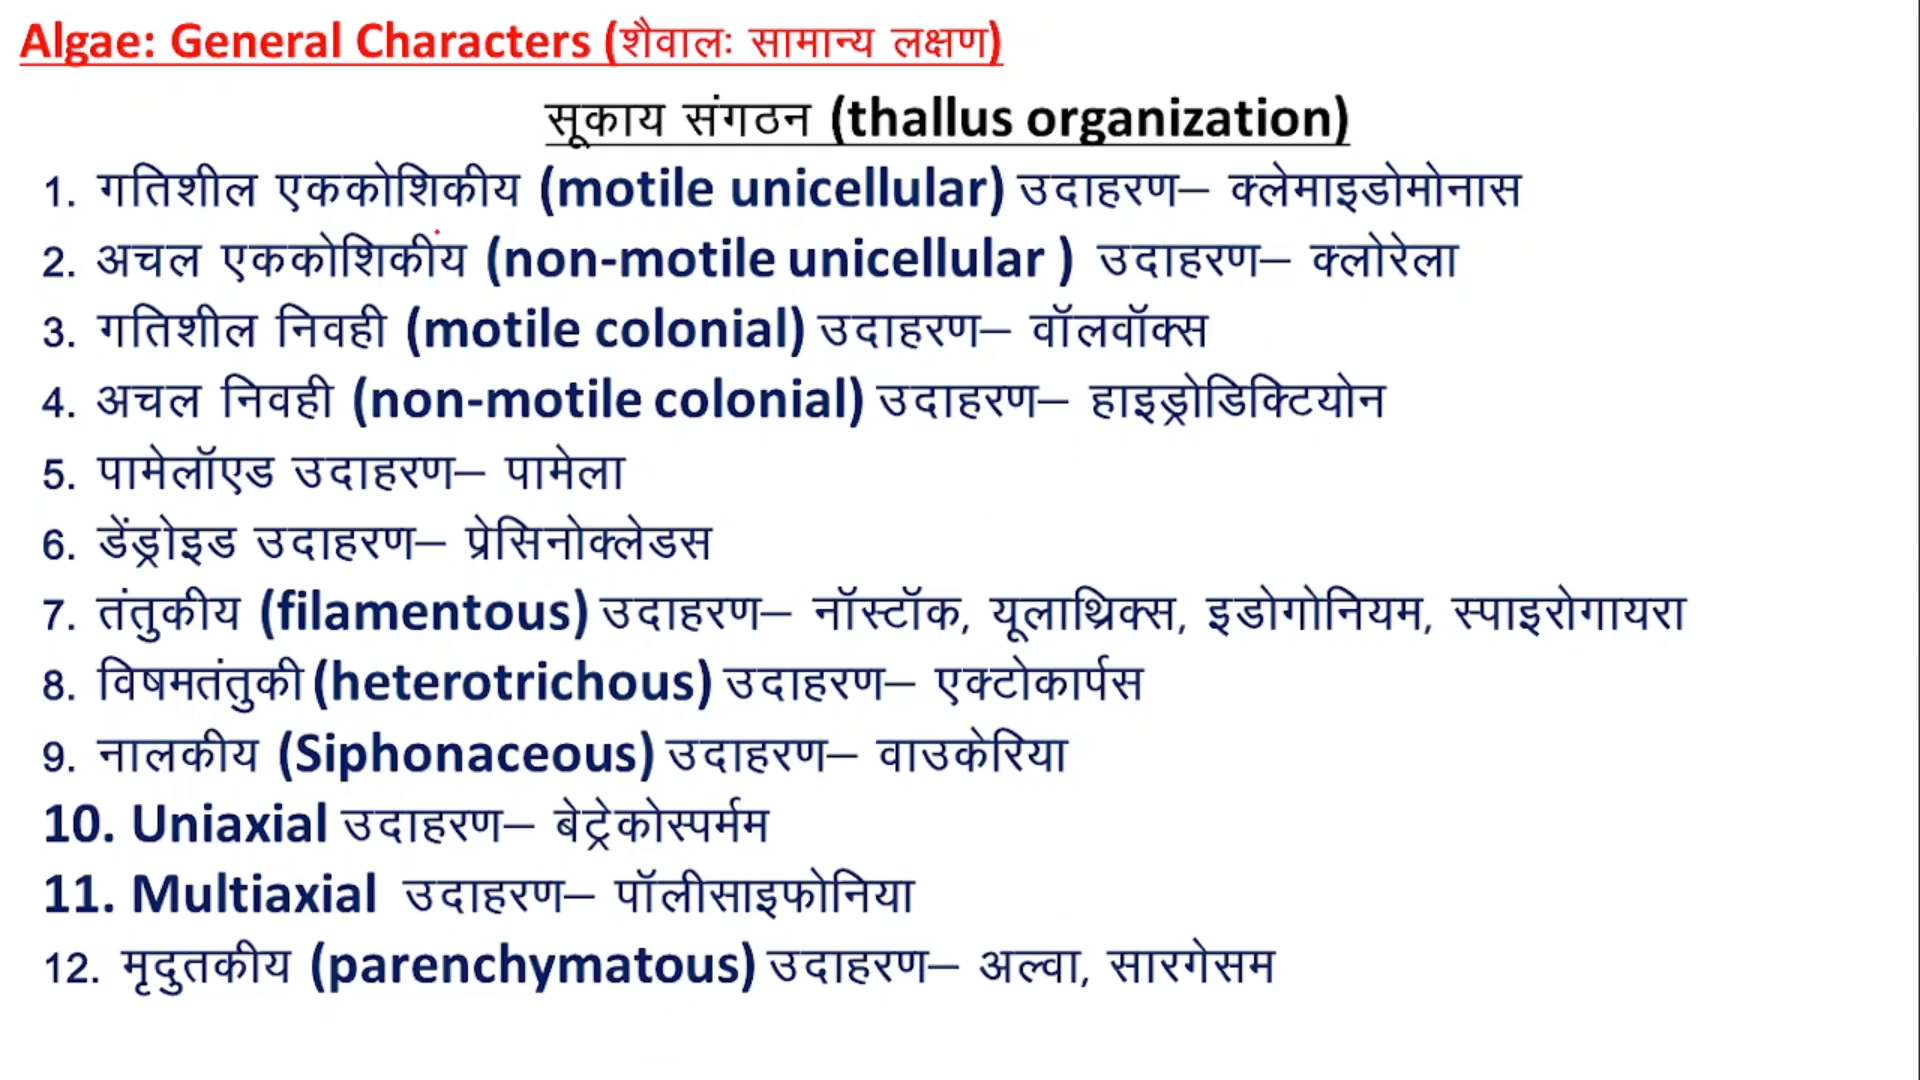 Algae: General Characters (शैवालः सामान्य लक्षण)
सूकाय संगठन (thallus organization)
1. गतिशील एककोशिकीय (motile unicellular) उदाहरण– क्लेमाइडोमोनास
2. अचल एककोशिकीय (non-motile unicellular ) उदाहरण– क्लोरेला
3. गतिशील निवही (motile colonial) उदाहरण– वॉलवॉक्स
4. अचल निवही (non-motile colonial) उदाहरण– हाइड्रोडिक्टियोन
5. पामेलॉएड उदाहरण– पामेला
6. डेंड्रोइड उदाहरण– प्रेसिनोक्लेडस
7. तंतुकीय (filamentous) उदाहरण– नॉस्टॉक, यूलाथ्रिक्स, इडोगोनियम, स्पाइरोगायरा
8. विषमतंतुकी (heterotrichous) उदाहरण– एक्टोकार्पस
9. नालकीय (Siphonaceous) उदाहरण– वाउकेरिया
10. Uniaxial उदाहरण– बेट्रेकोस्पर्मम
11. Multiaxial उदाहरण– पॉलीसाइफोनिया
12. मृदुतकीय (parenchymatous) उदाहरण– अल्वा, सारगेसम